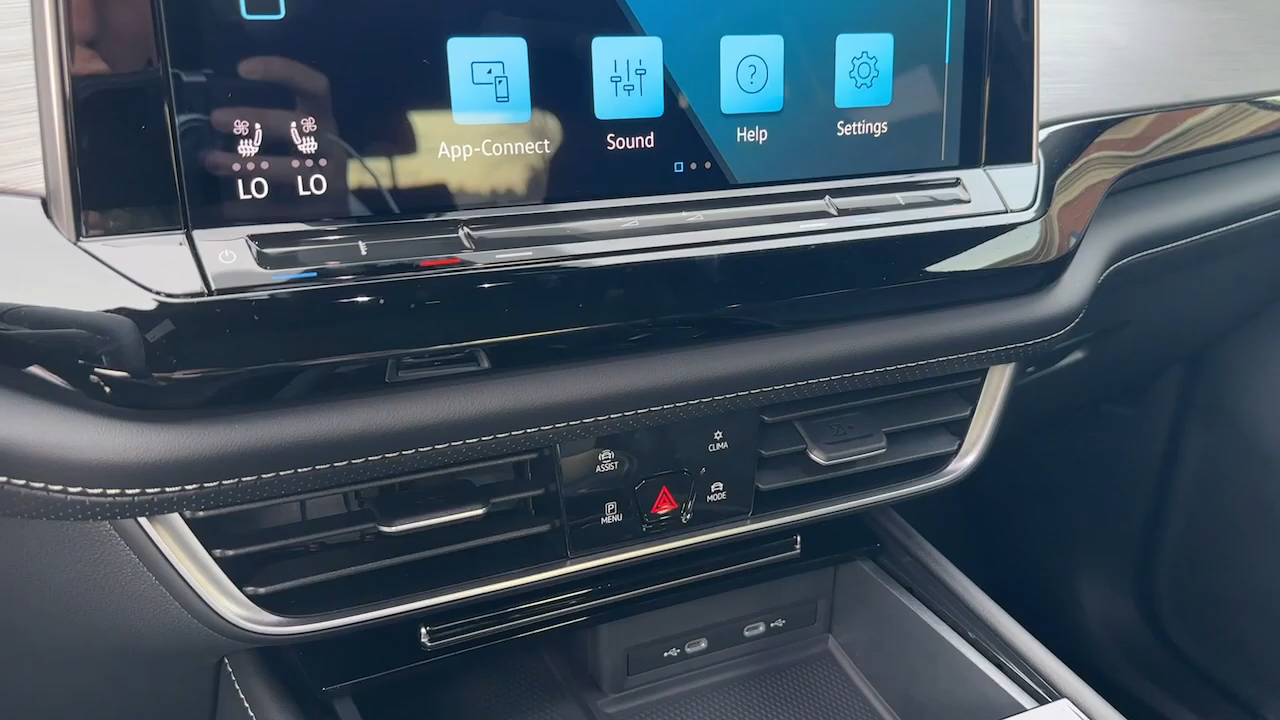 App-Connect
Sound
Help
Settings
LO
LO
ASSIST
CLIMA
P
MENU
MODE